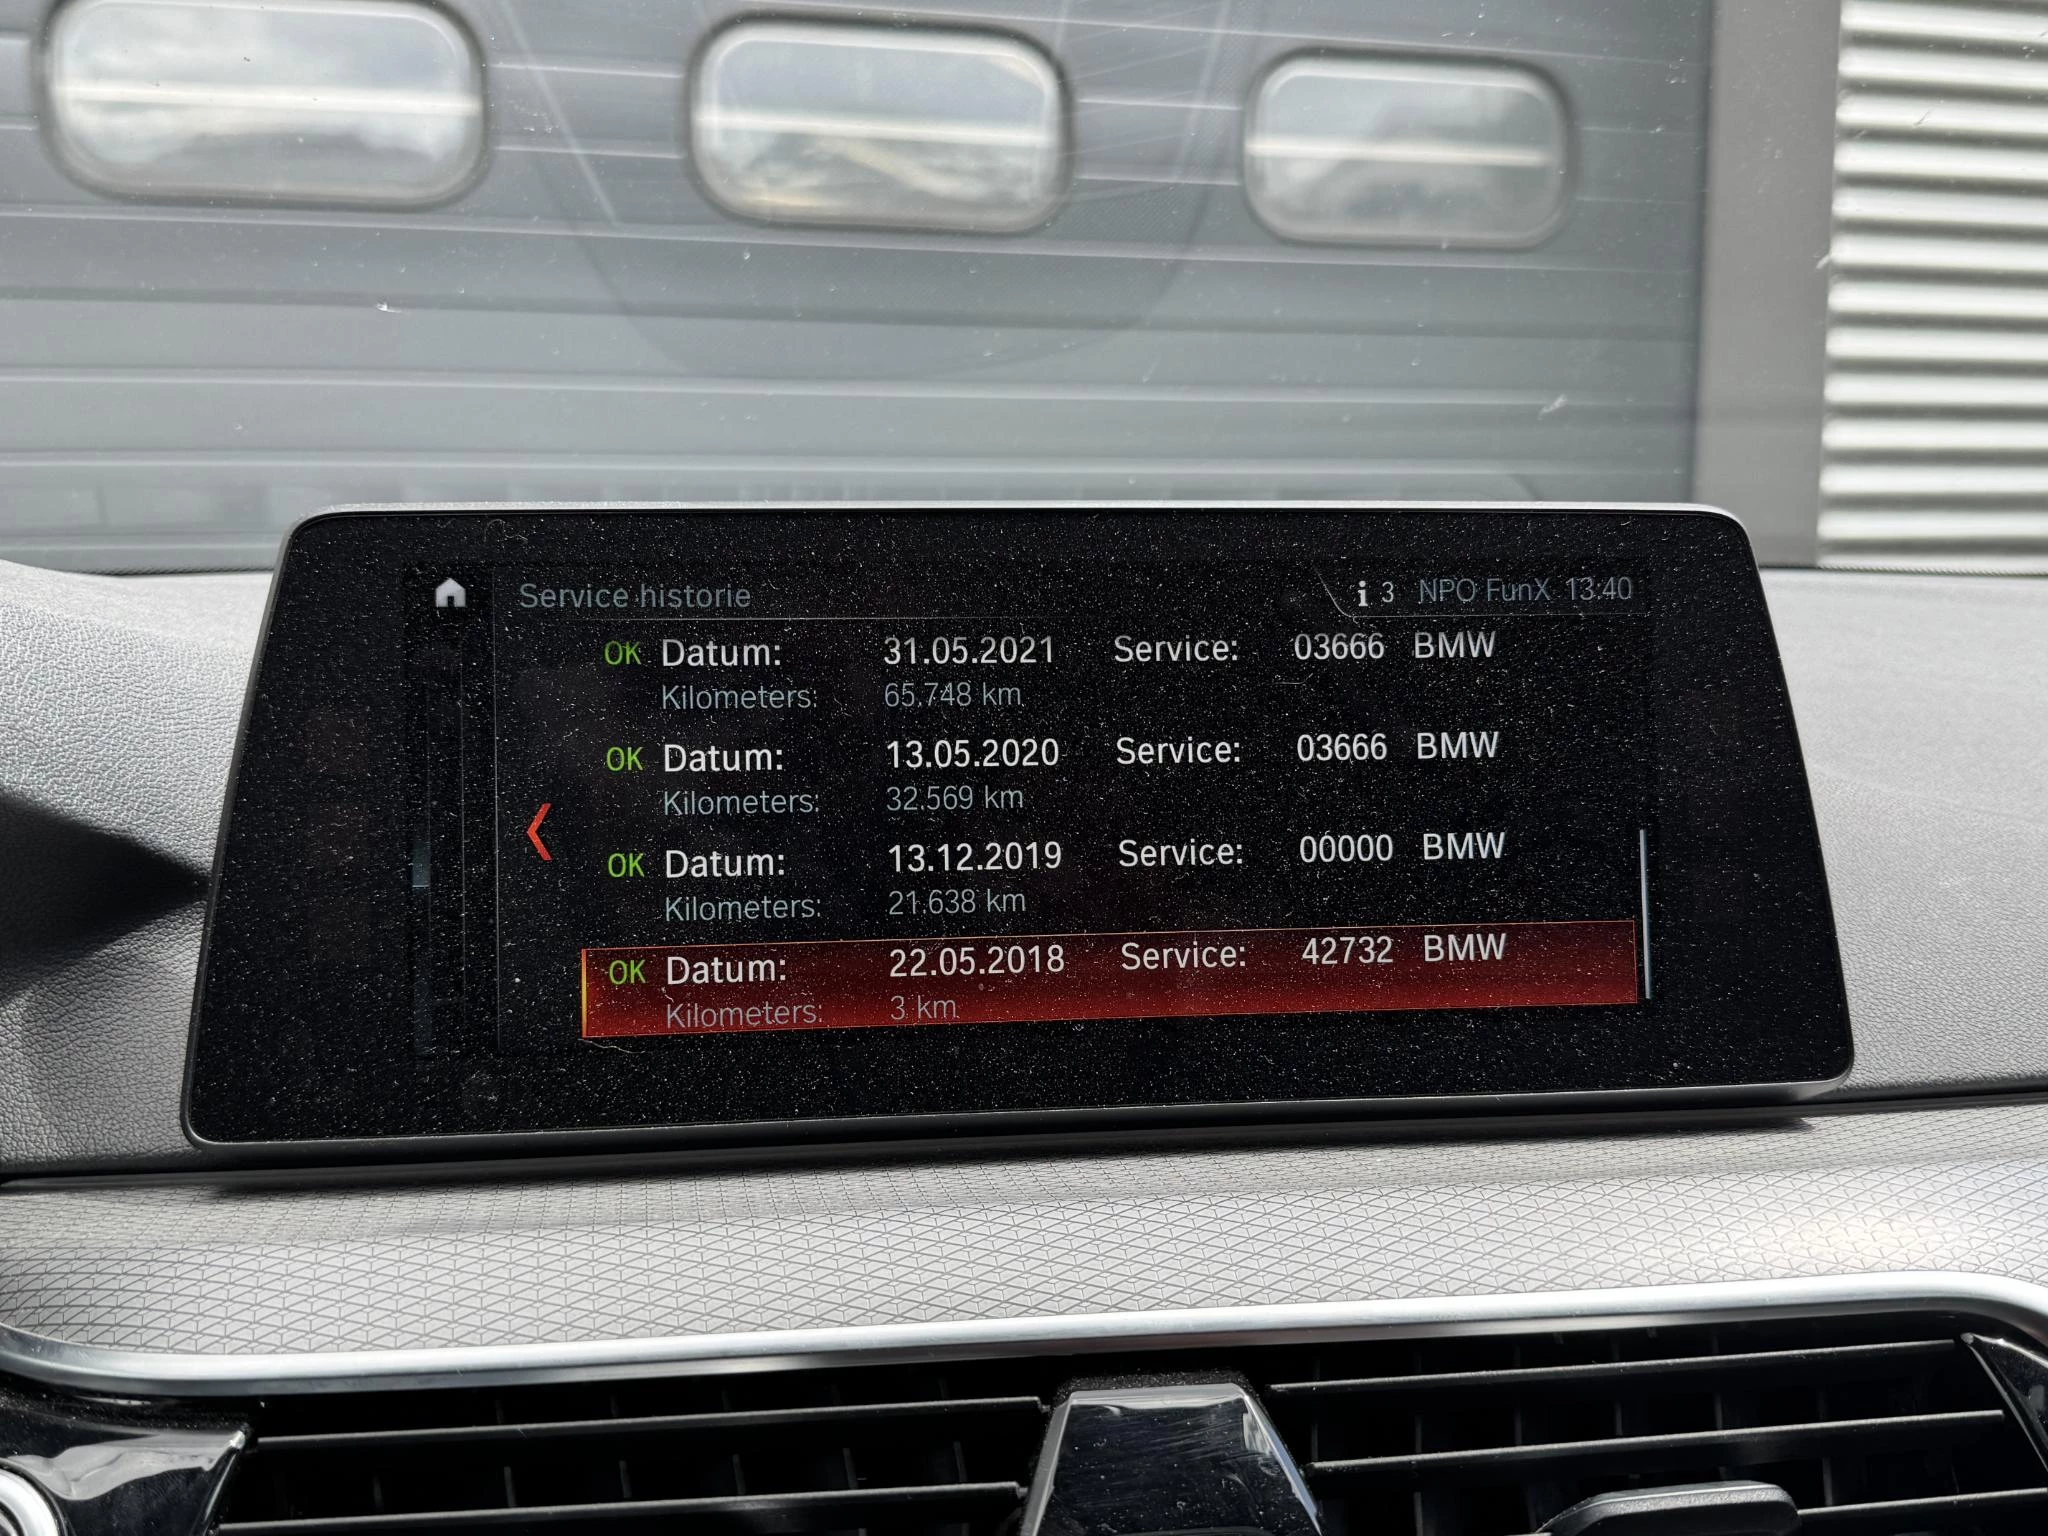 Service historie
i 3 NPO FunX 13:40
OK Datum: 31.05.2021 Service: 03666 BMW
Kilometers: 65.748 km
OK Datum: 13.05.2020 Service: 03666 BMW
Kilometers: 32.569 km
OK Datum: 13.12.2019 Service: 00000 BMW
Kilometers: 21.638 km
OK Datum: 22.05.2018 Service: 42732 BMW
Kilometers: 3 km